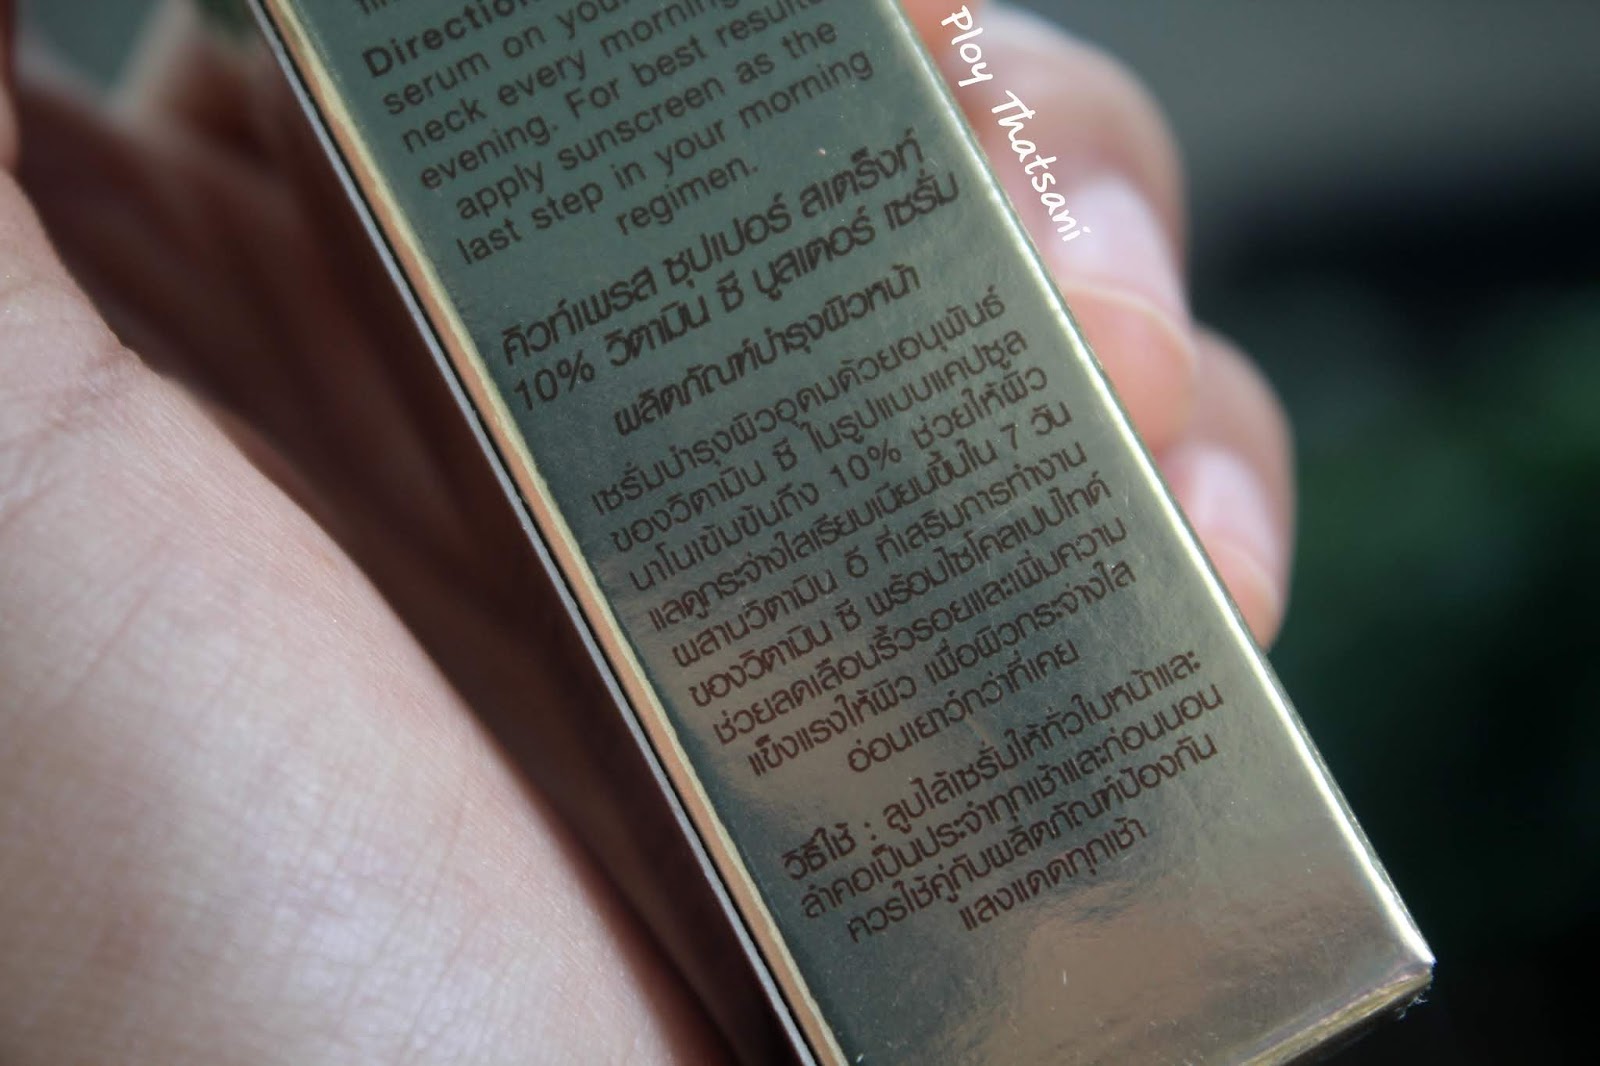 Direction
serum on your
neck every morning
evening. For best results
apply sunscreen as the
last step in your morning
regimen.
คิวท์เพรส ซุปเปอร์ สเตร็งท์
10% วิตามิน ซี บูสเตอร์ เซรั่ม
ผลิตภัณฑ์บำรุงผิวหน้า
เซรั่มบำรุงผิวอุดมด้วยอนุพันธ์
ของวิตามิน ซี ในรูปแบบแคปซูล
นาโนเข้มข้นถึง 10% ช่วยให้ผิว
แลดูกระจ่างใสเรียบเนียนขึ้นใน 7 วัน
ผสานวิตามิน อี ที่เสริมการทำงาน
ของวิตามิน ซี พร้อมไซโคลเปปไทด์
ช่วยลดเลือนริ้วรอยและเพิ่มความ
แข็งแรงให้ผิว เพื่อผิวกระจ่างใส
อ่อนเยาว์กว่าที่เคย
วิธีใช้ : ลูบไล้เซรั่มให้ทั่วใบหน้าและ
ลำคอเป็นประจำทุกเช้าและก่อนนอน
ควรใช้คู่กับผลิตภัณฑ์ป้องกัน
แสงแดดทุกเช้า
Ploy Thatsani